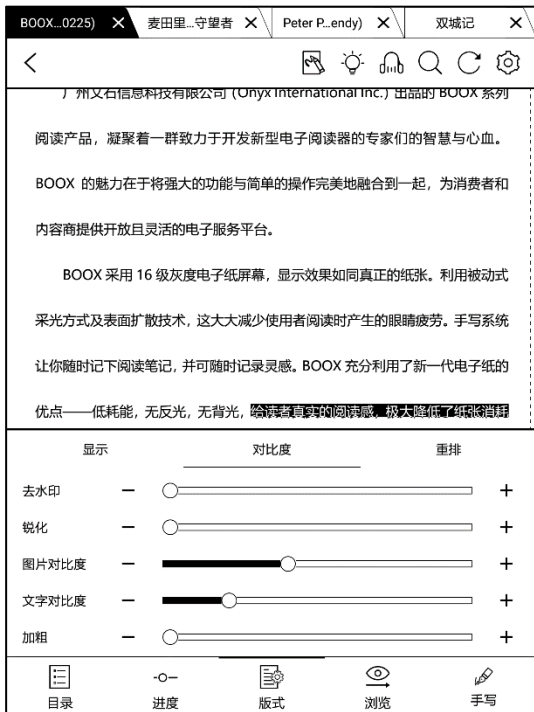 BOOX...0225)
麦田里...守望者
Peter P...endy)
双城记
广州文石信息科技有限公司 (Onyx International Inc.) 出品的 BOOX 系列
阅读产品，凝聚着一群致力于开发新型电子阅读器的专家们的智慧与心血。
BOOX 的魅力在于将强大的功能与简单的操作完美地融合到一起，为消费者和
内容商提供开放且灵活的电子服务平台。
BOOX 采用 16 级灰度电子纸屏幕，显示效果如同真正的纸张。利用被动式
采光方式及表面扩散技术，这大大减少使用者阅读时产生的眼睛疲劳。手写系统
让你随时记下阅读笔记，并可随时记录灵感。BOOX 充分利用了新一代电子纸的
优点——低耗能，无反光，无背光，给读者真实的阅读感，极大降低了纸张消耗
显示 对比度 重排
去水印
锐化
图片对比度
文字对比度
加粗
目录 进度 版式 浏览 手写